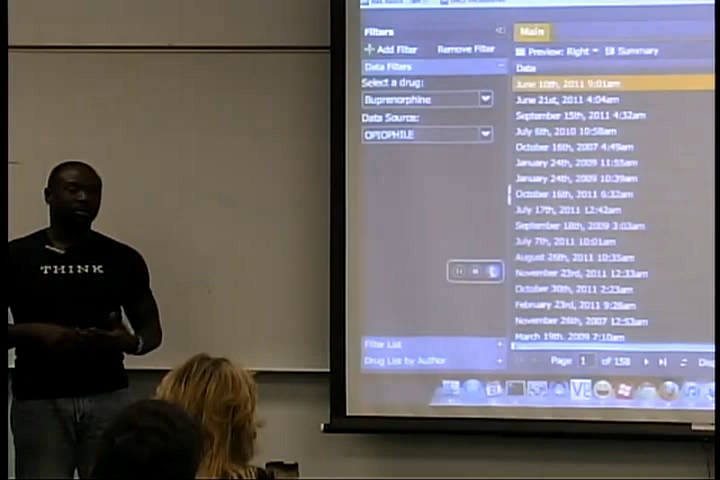 Filters
Add Filter Remove Filter
Data Filters
Select a drug:
Buprenorphine
Data Source:
OPIOPHILE
Filter List
Drug List by Author
Main
Preview: Right Summary
Date
June 10th, 2011 9:01am
June 21st, 2011 4:04am
September 15th, 2011 4:32am
July 6th, 2010 10:58am
October 16th, 2007 4:49am
January 24th, 2009 11:55am
January 24th, 2009 10:39am
October 16th, 2011 6:32am
July 17th, 2011 12:42am
September 18th, 2009 3:03am
July 7th, 2011 10:01am
August 26th, 2011 10:35am
November 23rd, 2011 12:33am
October 30th, 2011 2:23am
February 23rd, 2011 9:28am
November 26th, 2007 12:53am
March 19th, 2009 7:10am
Page 1 of 158
THINK